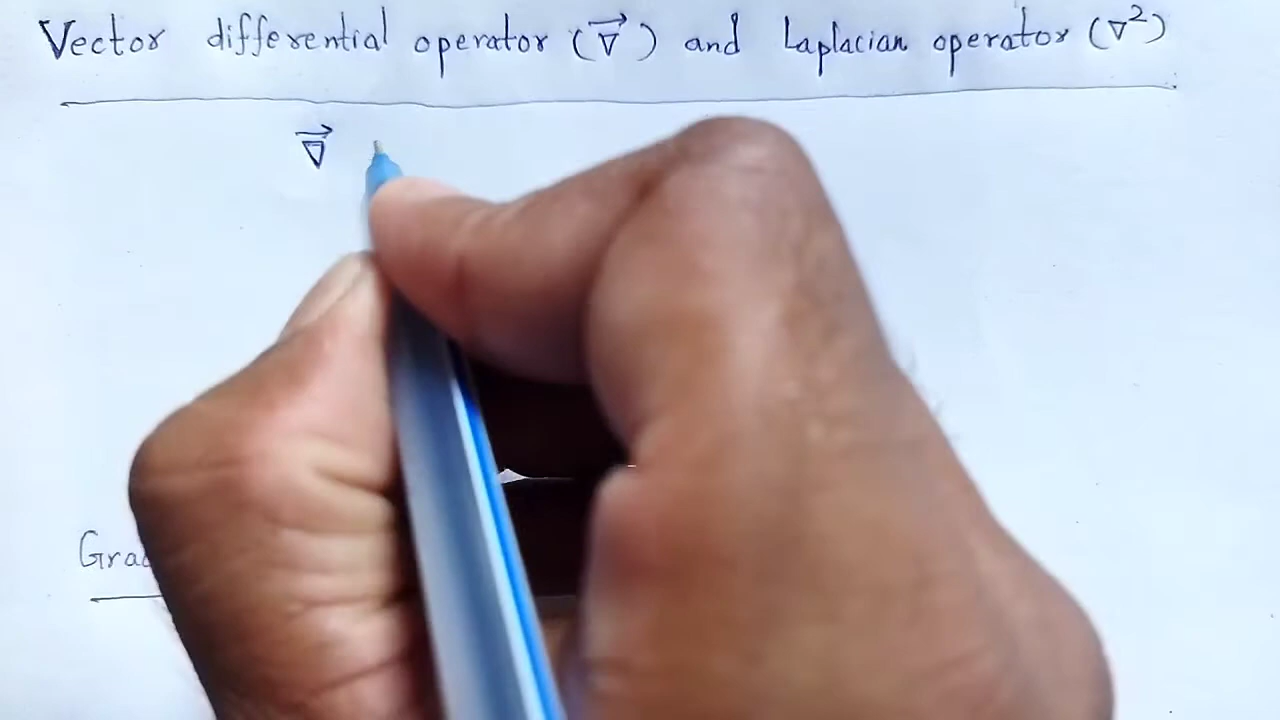 Vector differential operator (∇⃗) and Laplacian operator (∇²)
∇⃗